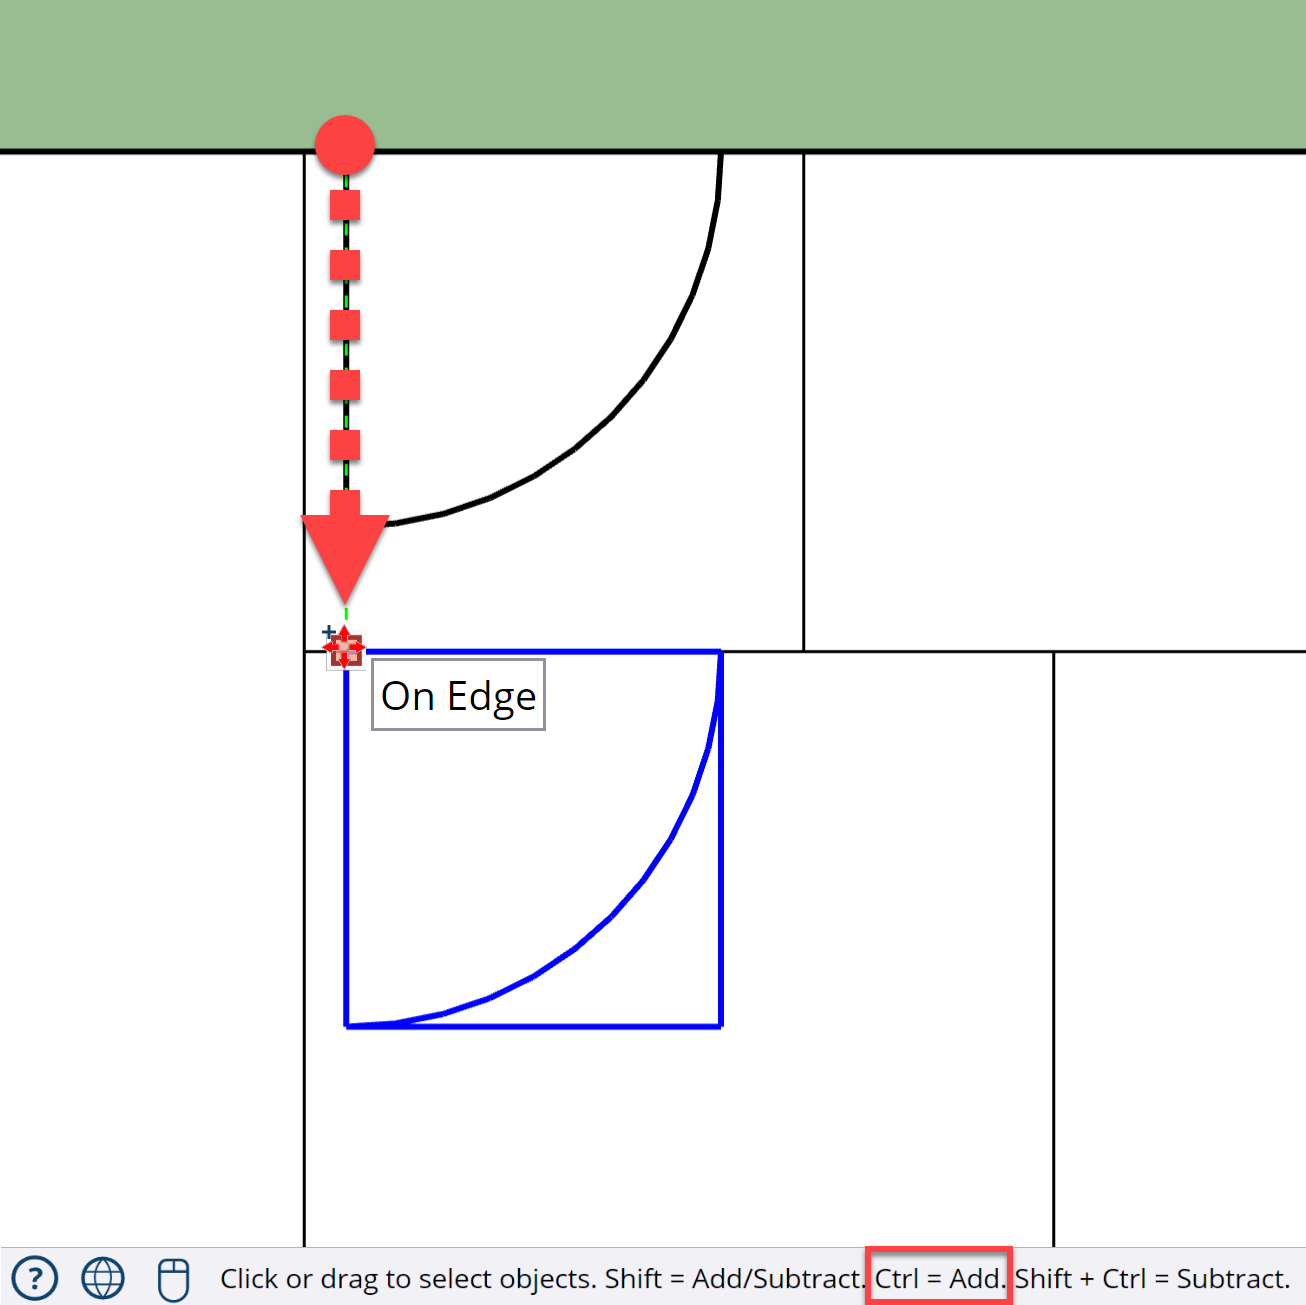 On Edge
?
Click or drag to select objects. Shift = Add/Subtract. Ctrl = Add. Shift + Ctrl = Subtract.